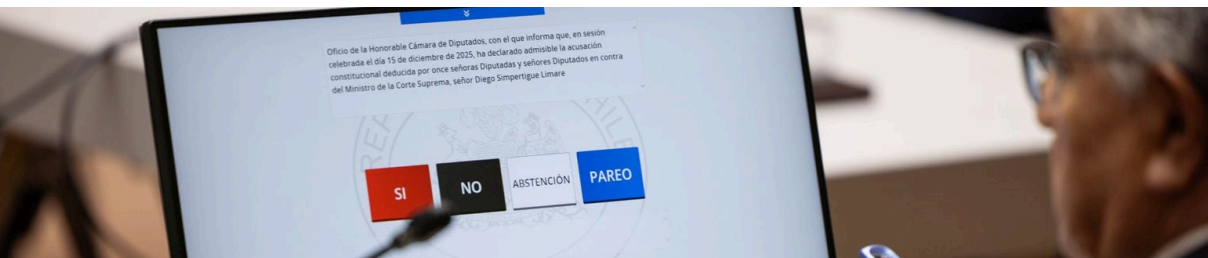 Oficio de la Honorable Cámara de Diputados, con el que informa que, en sesión
celebrada el día 15 de diciembre de 2025, ha declarado admisible la acusación
constitucional deducida por once señoras Diputadas y señores Diputados en contra
del Ministro de la Corte Suprema, señor Diego Simpertigue Limare
SI NO ABSTENCIÓN PAREO